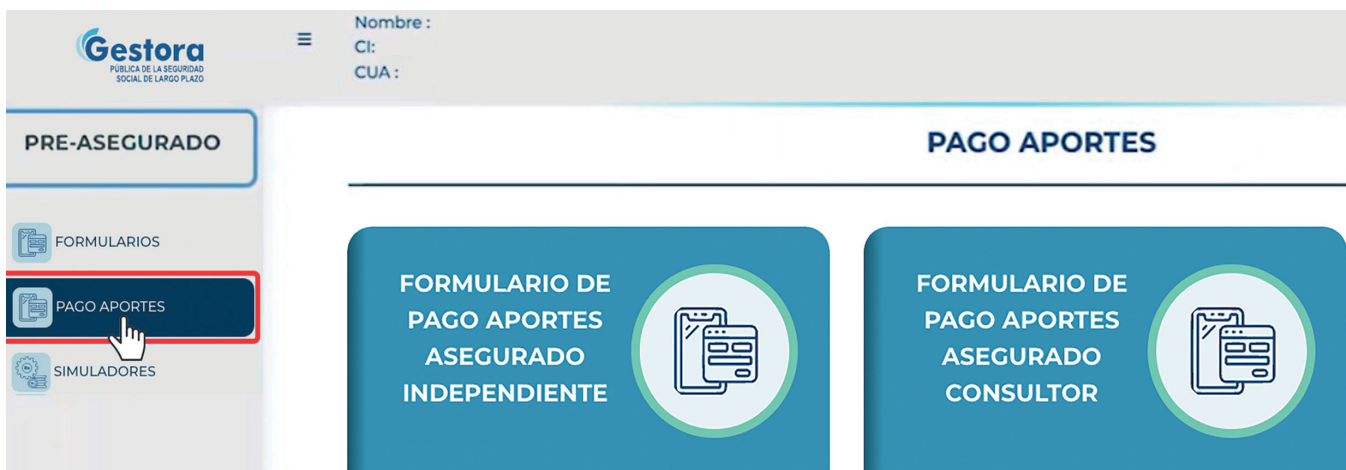 Gestora
PÚBLICA DE LA SEGURIDAD
SOCIAL DE LARGO PLAZO
Nombre :
CI:
CUA :
PRE-ASEGURADO
FORMULARIOS
PAGO APORTES
SIMULADORES
PAGO APORTES
FORMULARIO DE
PAGO APORTES
ASEGURADO
INDEPENDIENTE
FORMULARIO DE
PAGO APORTES
ASEGURADO
CONSULTOR